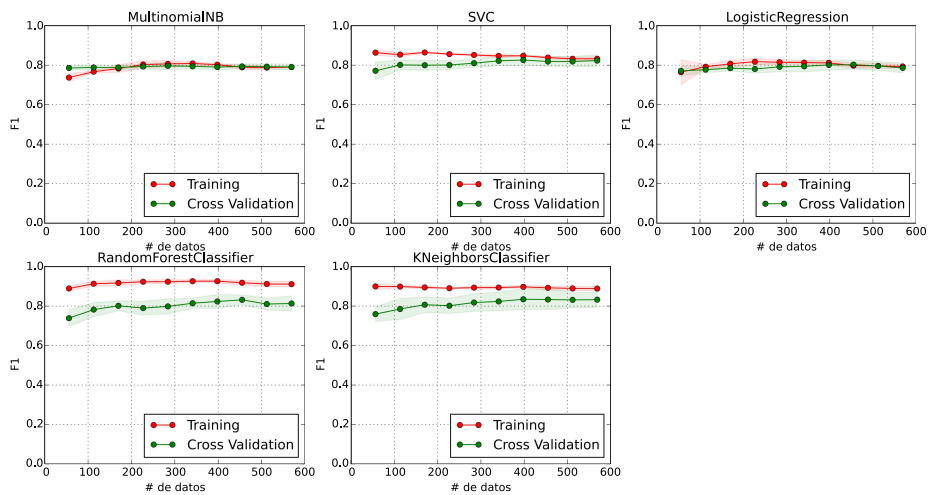 MultinomialNB
1.0
0.8
0.6
0.4
0.2
0.0
F1
0 100 200 300 400 500 600
# de datos
Training
Cross Validation
SVC
1.0
0.8
0.6
0.4
0.2
0.0
F1
0 100 200 300 400 500 600
# de datos
Training
Cross Validation
LogisticRegression
1.0
0.8
0.6
0.4
0.2
0.0
F1
0 100 200 300 400 500 600
# de datos
Training
Cross Validation
RandomForestClassifier
1.0
0.8
0.6
0.4
0.2
0.0
F1
0 100 200 300 400 500 600
# de datos
Training
Cross Validation
KNeighborsClassifier
1.0
0.8
0.6
0.4
0.2
0.0
F1
0 100 200 300 400 500 600
# de datos
Training
Cross Validation